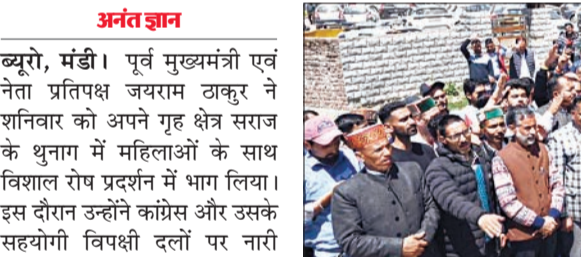 अनंत ज्ञान
ब्यूरो, मंडी। पूर्व मुख्यमंत्री एवं
नेता प्रतिपक्ष जयराम ठाकुर ने
शनिवार को अपने गृह क्षेत्र सराज
के थुनाग में महिलाओं के साथ
विशाल रोष प्रदर्शन में भाग लिया।
इस दौरान उन्होंने कांग्रेस और उसके
सहयोगी विपक्षी दलों पर नारी